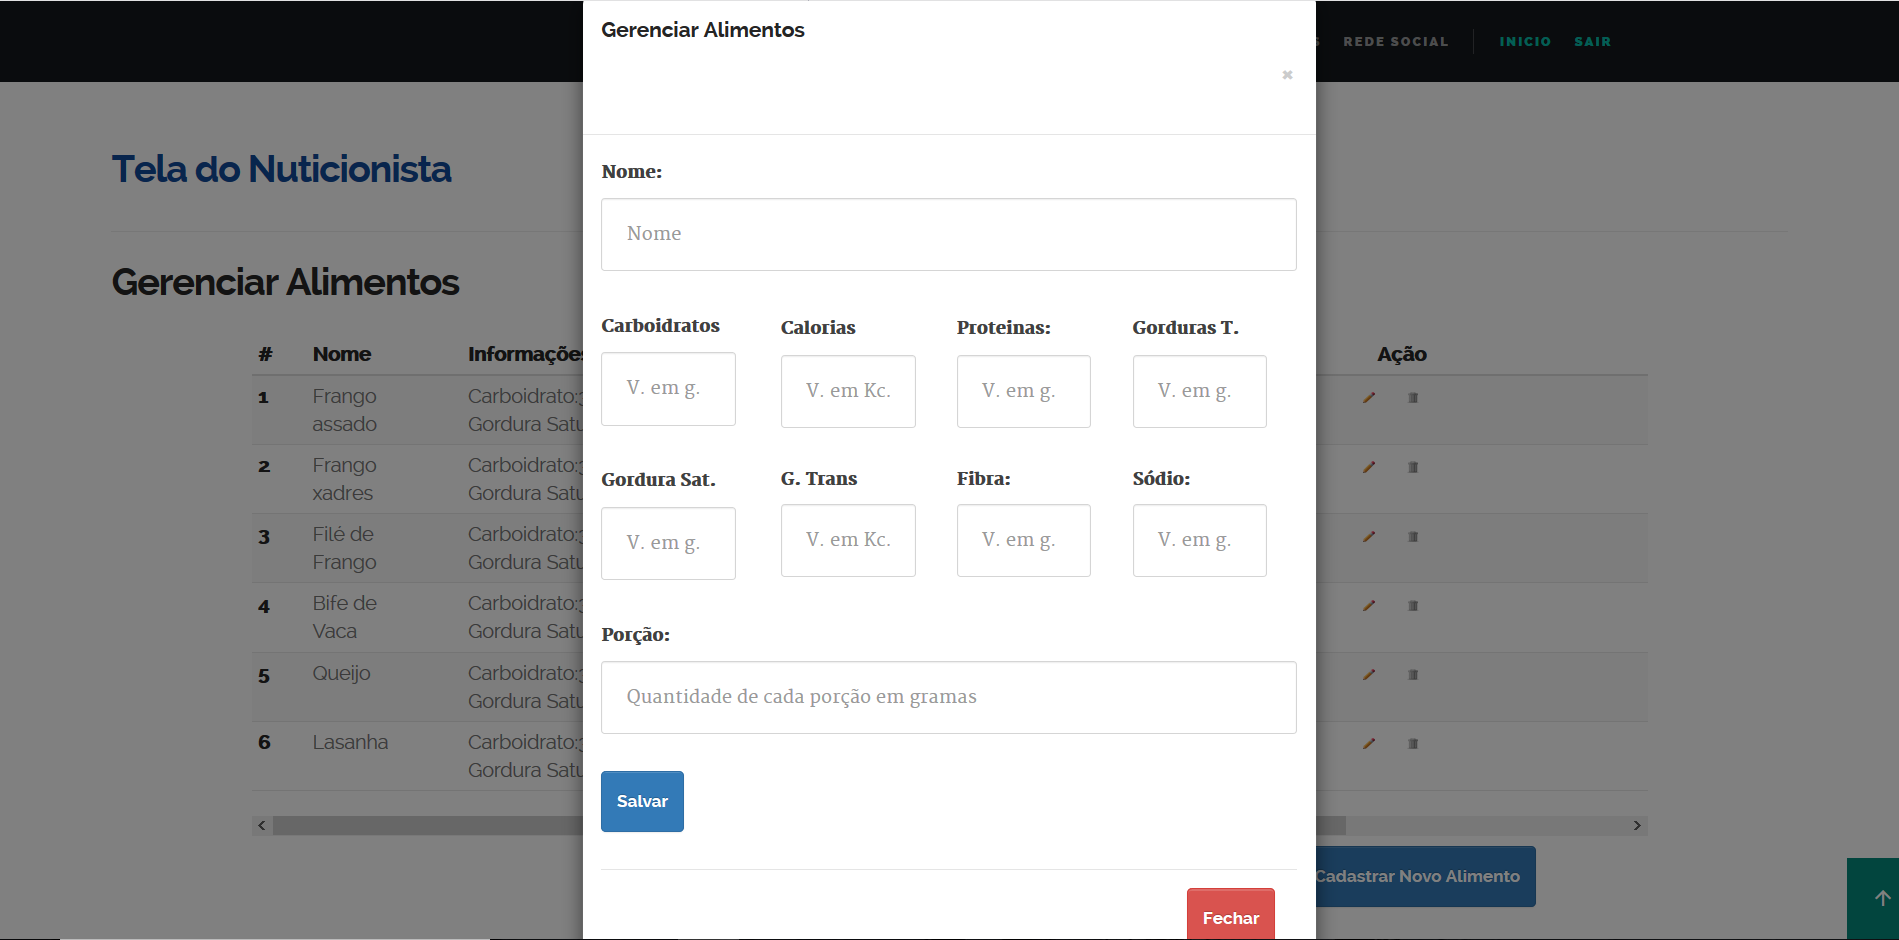 Gerenciar Alimentos
REDE SOCIAL
INICIO
SAIR
×
Tela do Nuticionista
Gerenciar Alimentos
# Nome Informações Ação
1 Frango assado Carboidrato:
Gordura Satu
2 Frango xadres Carboidrato:
Gordura Satu
3 Filé de Frango Carboidrato:
Gordura Satu
4 Bife de Vaca Carboidrato:
Gordura Satu
5 Queijo Carboidrato:
Gordura Satu
6 Lasanha Carboidrato:
Gordura Satu
Cadastrar Novo Alimento
Nome:
Nome
Carboidratos Calorias Proteinas: Gorduras T.
V. em g. V. em Kc. V. em g. V. em g.
Gordura Sat. G. Trans Fibra: Sódio:
V. em g. V. em Kc. V. em g. V. em g.
Porção:
Quantidade de cada porção em gramas
Salvar
Fechar